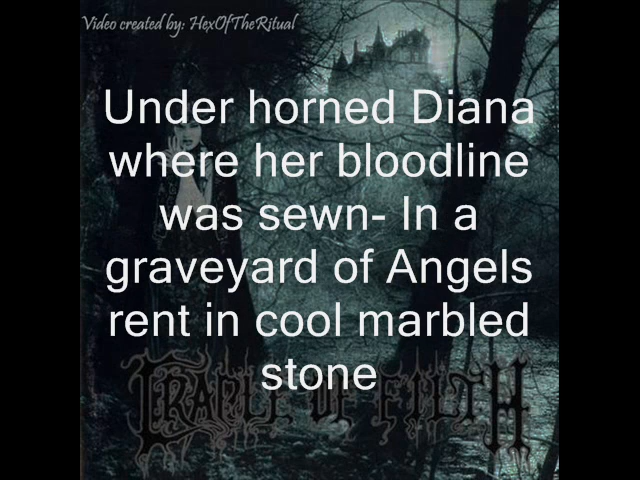 Video created by: HexOfTheRitual
Under horned Diana
where her bloodline
was sewn- In a
graveyard of Angels
rent in cool marbled
stone
CRADLE OF FILTH